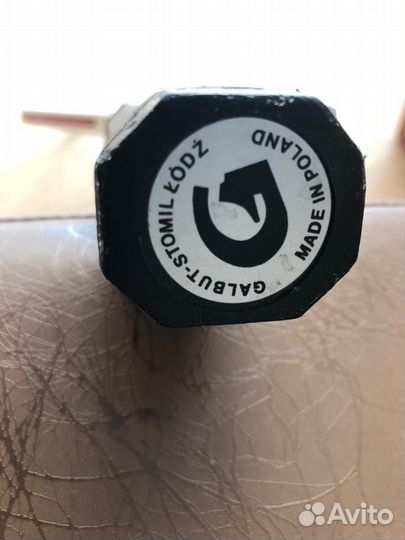 GALBUT-STOMIL ŁÓDŹ
MADE IN POLAND
Avito